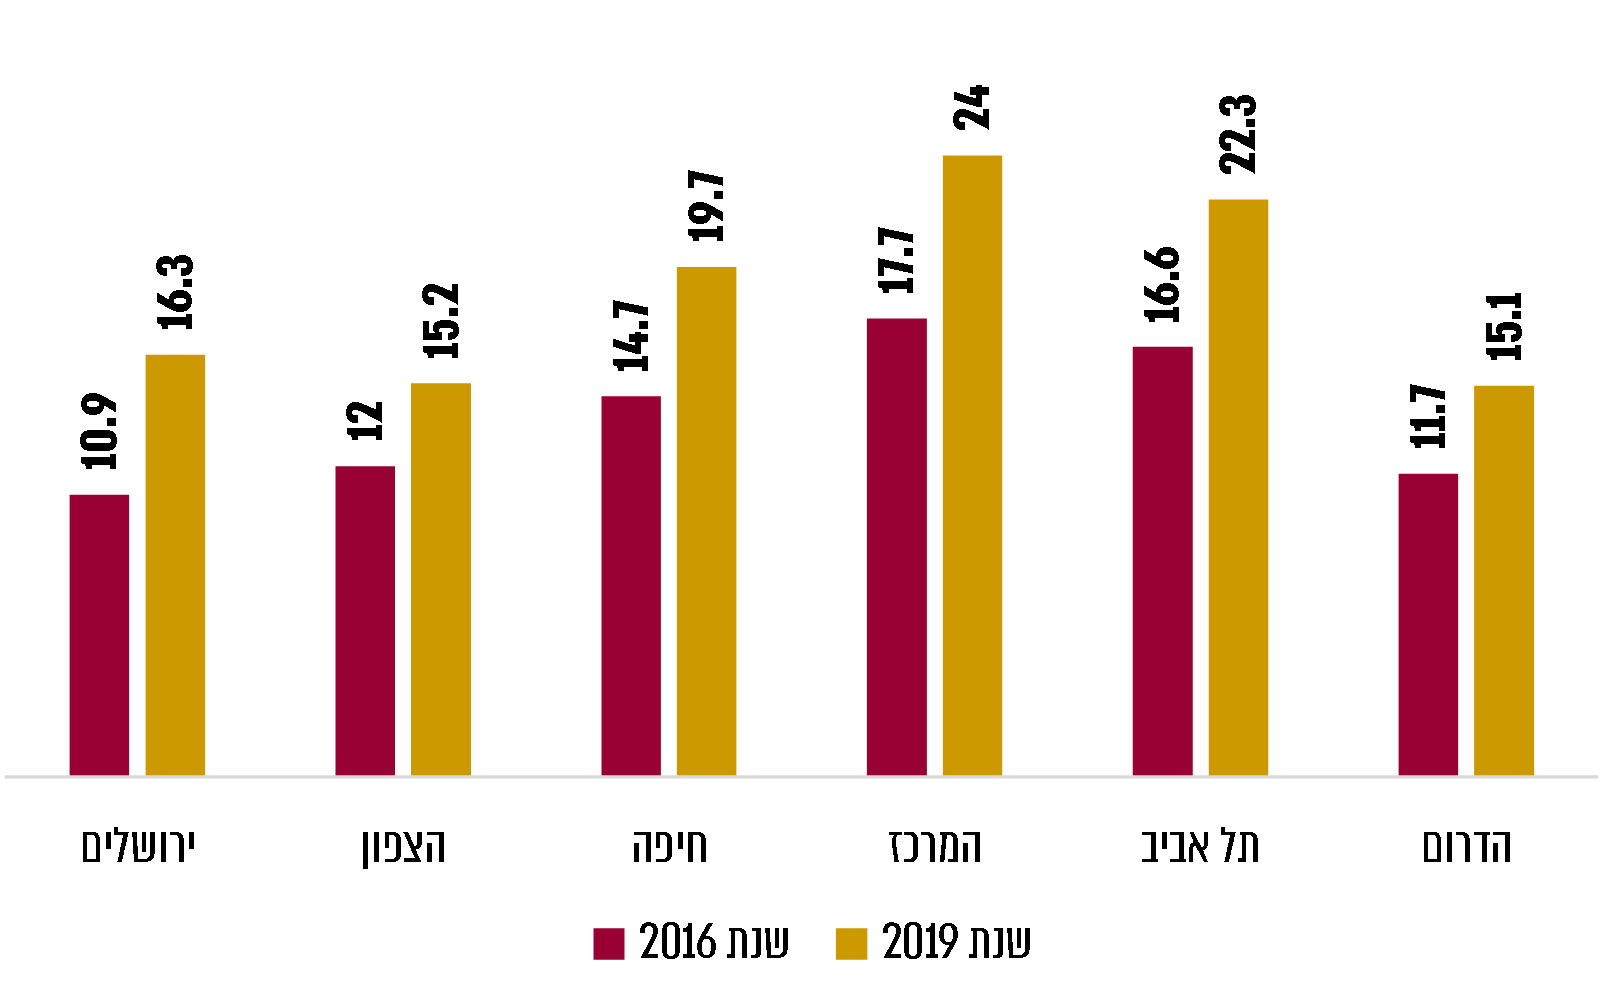 10.9
16.3
12
15.2
14.7
19.7
17.7
24
16.6
22.3
11.7
15.1
ירושלים
הצפון
חיפה
המרכז
תל אביב
הדרום
שנת 2016
שנת 2019